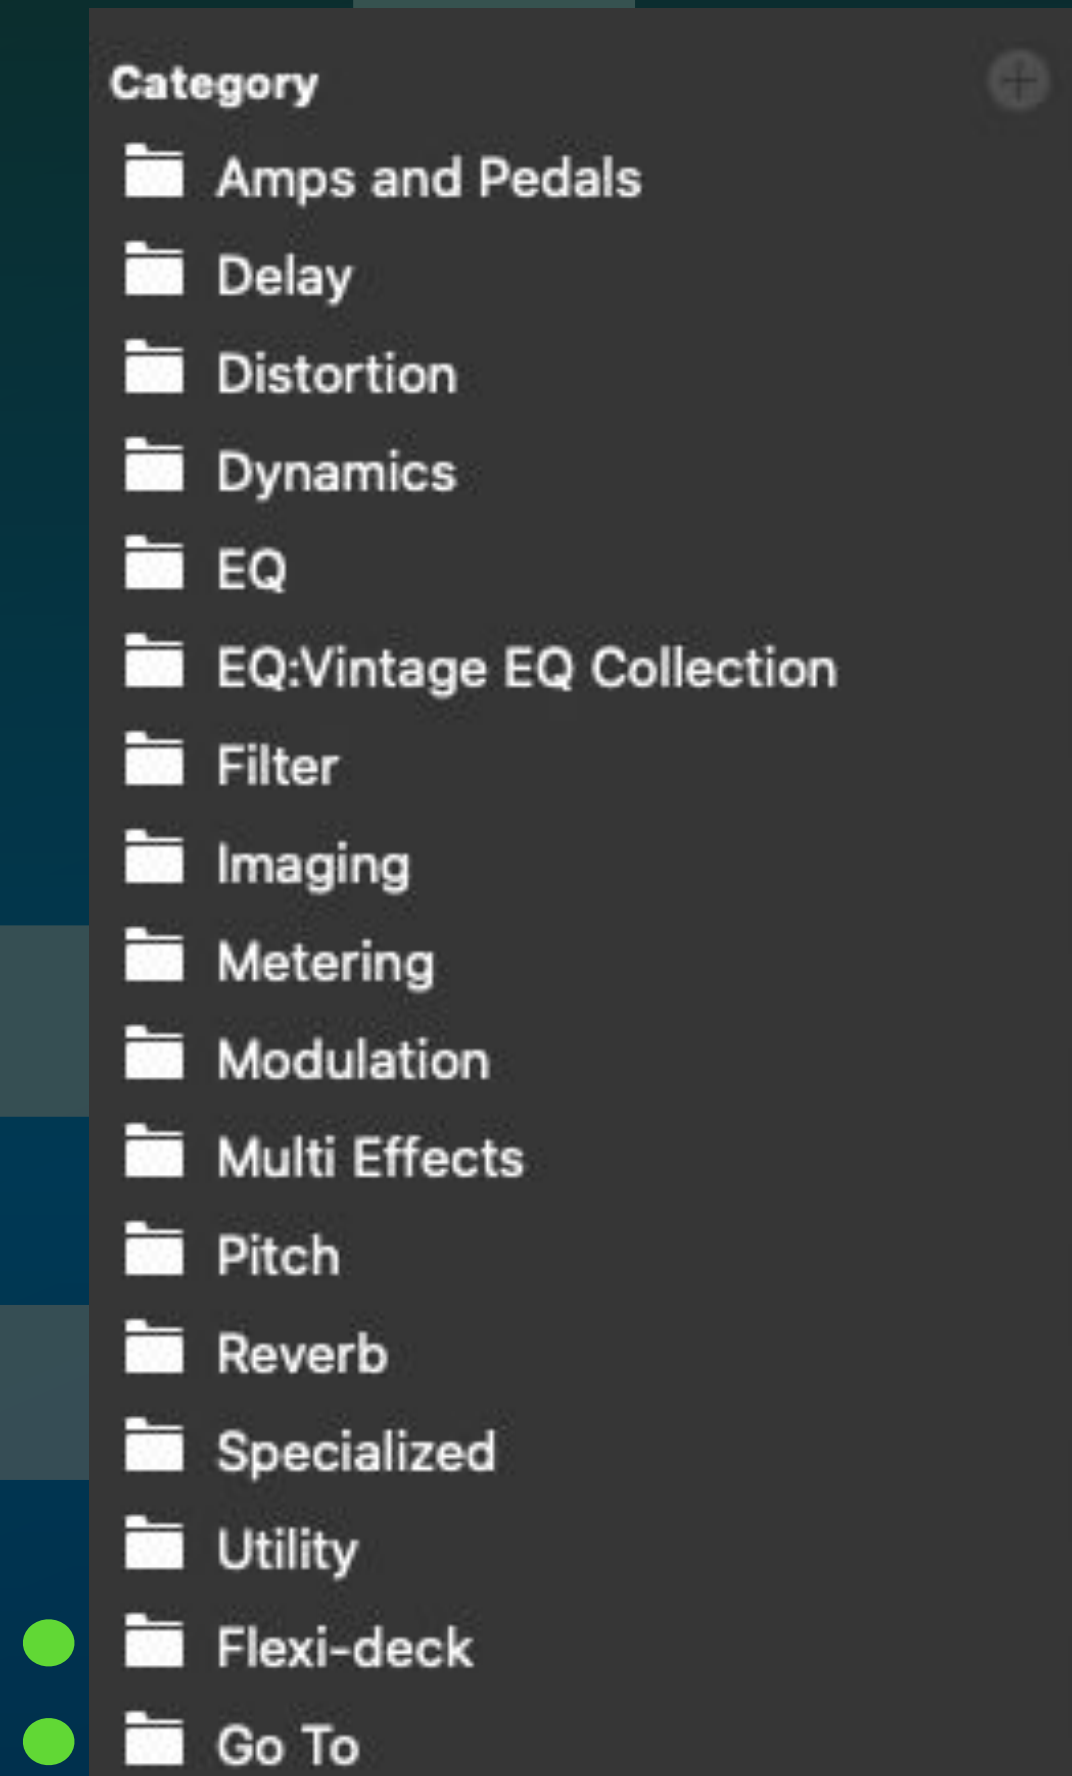 Category
Amps and Pedals
Delay
Distortion
Dynamics
EQ
EQ:Vintage EQ Collection
Filter
Imaging
Metering
Modulation
Multi Effects
Pitch
Reverb
Specialized
Utility
Flexi-deck
Go To